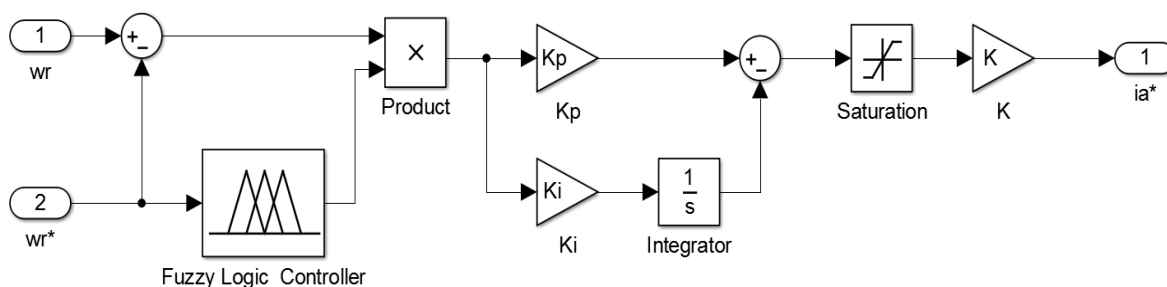 1
wr
+
−
2
wr*
Fuzzy Logic Controller
×
Product
Kp
Kp
Ki
Ki
1
s
Integrator
+
−
Saturation
K
K
1
ia*